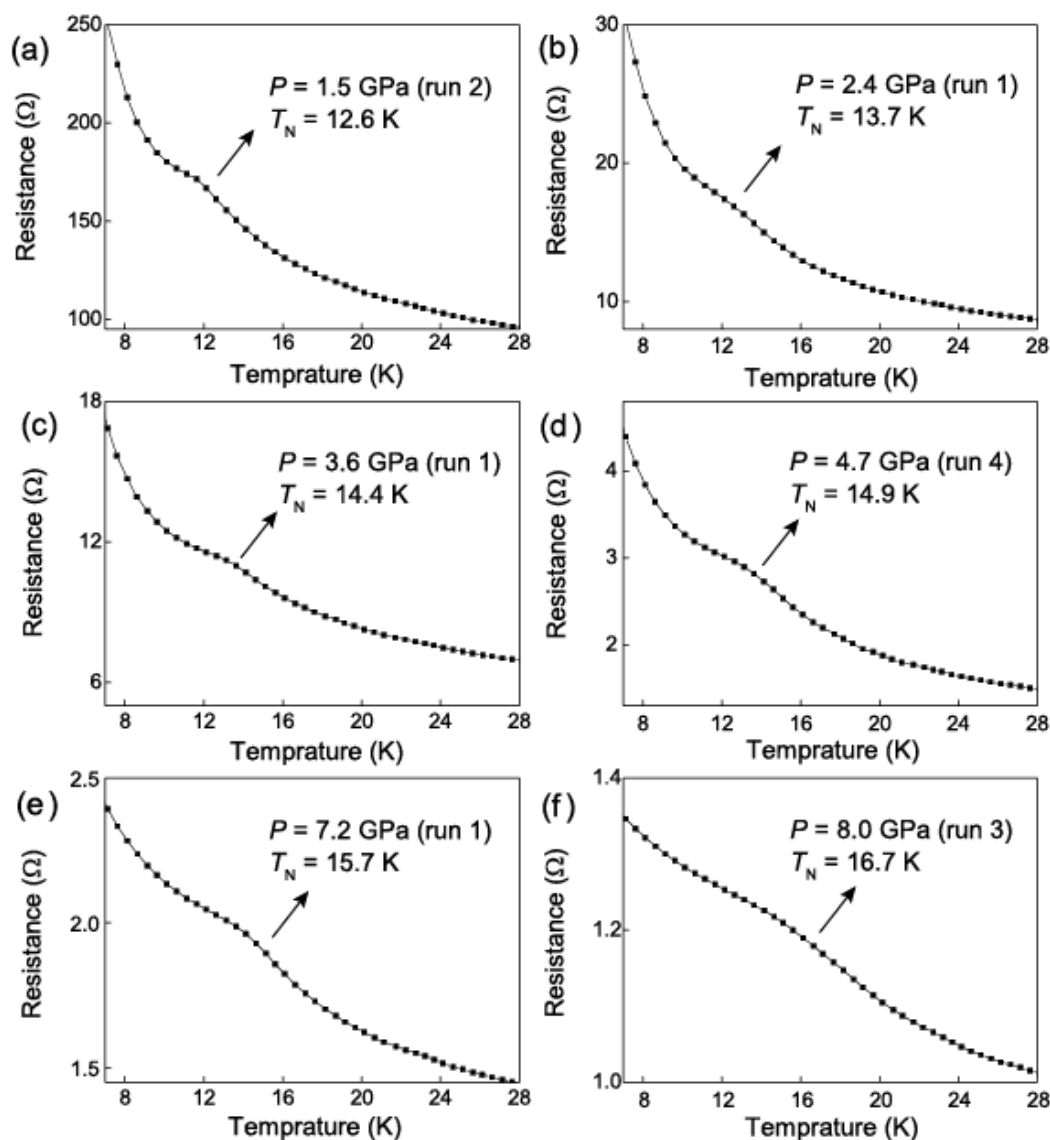 (a)
250
200
150
100
Resistance (Ω)
P = 1.5 GPa (run 2)
T_N = 12.6 K
8 12 16 20 24 28
Temprature (K)
(b)
30
20
10
Resistance (Ω)
P = 2.4 GPa (run 1)
T_N = 13.7 K
8 12 16 20 24 28
Temprature (K)
(c)
18
12
6
Resistance (Ω)
P = 3.6 GPa (run 1)
T_N = 14.4 K
8 12 16 20 24 28
Temprature (K)
(d)
4
3
2
Resistance (Ω)
P = 4.7 GPa (run 4)
T_N = 14.9 K
8 12 16 20 24 28
Temprature (K)
(e)
2.5
2.0
1.5
Resistance (Ω)
P = 7.2 GPa (run 1)
T_N = 15.7 K
8 12 16 20 24 28
Temprature (K)
(f)
1.4
1.2
1.0
Resistance (Ω)
P = 8.0 GPa (run 3)
T_N = 16.7 K
8 12 16 20 24 28
Temprature (K)